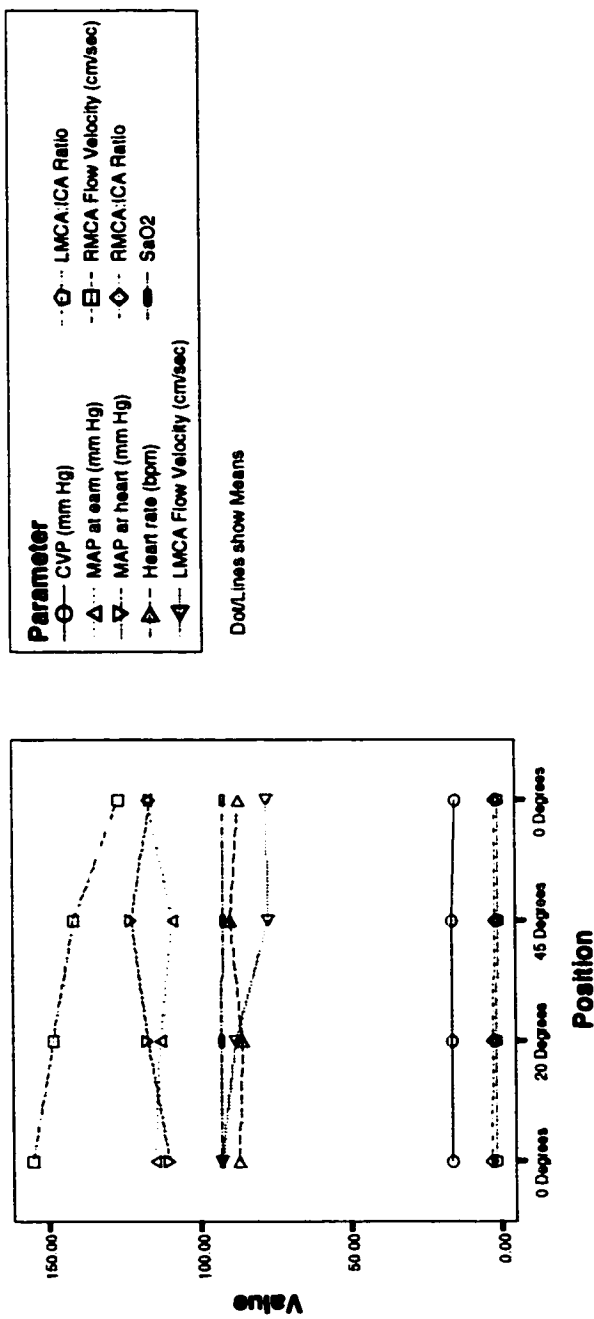 Parameter
CVP (mm Hg)
MAP at earn (mm Hg)
MAP ar heart (mm Hg)
Heart rate (bpm)
LMCA Flow Velocity (cm/sec)
LMCA:ICA Ratio
RMCA Flow Velocity (cm/sec)
RMCA:ICA Ratio
SaO2
Dot/Lines show Means
Value
150.00
100.00
50.00
0.00
0 Degrees
20 Degrees
45 Degrees
0 Degrees
Position